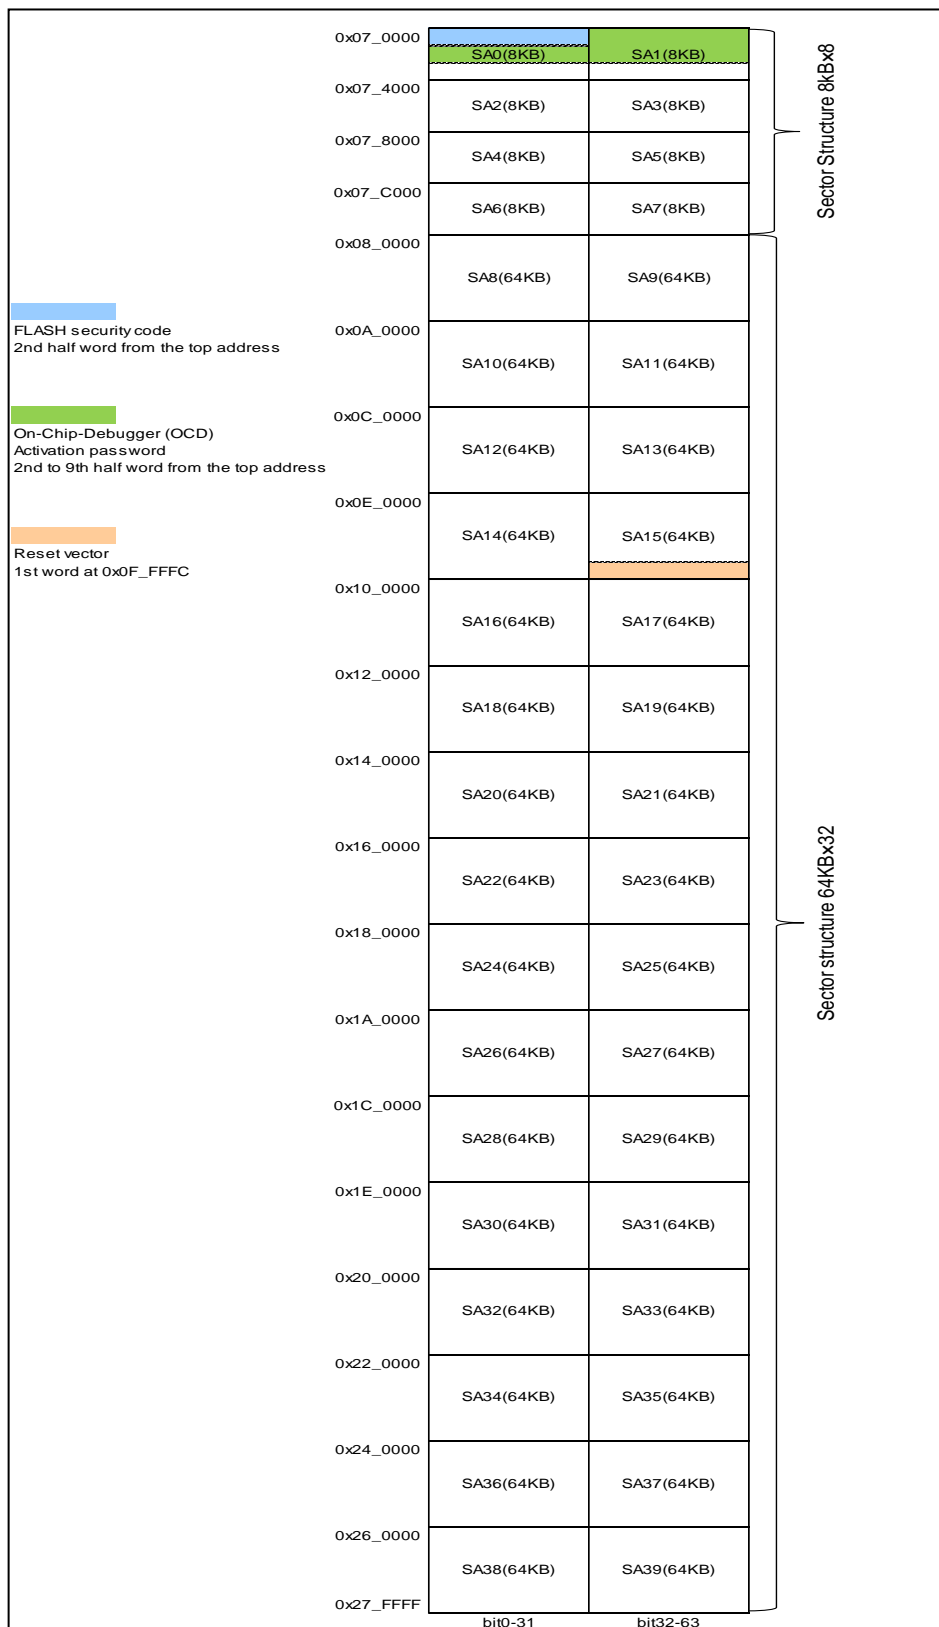 0x07_0000
SA0(8KB) SA1(8KB)
0x07_4000
SA2(8KB) SA3(8KB)
0x07_8000
SA4(8KB) SA5(8KB)
0x07_C000
SA6(8KB) SA7(8KB)
Sector Structure 8kBx8
0x08_0000
SA8(64KB) SA9(64KB)
FLASH security code
2nd half word from the top address
0x0A_0000
SA10(64KB) SA11(64KB)
0x0C_0000
On-Chip-Debugger (OCD)
Activation password
2nd to 9th half word from the top address
SA12(64KB) SA13(64KB)
0x0E_0000
SA14(64KB) SA15(64KB)
Reset vector
1st word at 0x0F_FFFC
0x10_0000
SA16(64KB) SA17(64KB)
0x12_0000
SA18(64KB) SA19(64KB)
0x14_0000
SA20(64KB) SA21(64KB)
0x16_0000
SA22(64KB) SA23(64KB)
0x18_0000
Sector structure 64KBx32
SA24(64KB) SA25(64KB)
0x1A_0000
SA26(64KB) SA27(64KB)
0x1C_0000
SA28(64KB) SA29(64KB)
0x1E_0000
SA30(64KB) SA31(64KB)
0x20_0000
SA32(64KB) SA33(64KB)
0x22_0000
SA34(64KB) SA35(64KB)
0x24_0000
SA36(64KB) SA37(64KB)
0x26_0000
SA38(64KB) SA39(64KB)
0x27_FFFF
bit0-31 bit32-63